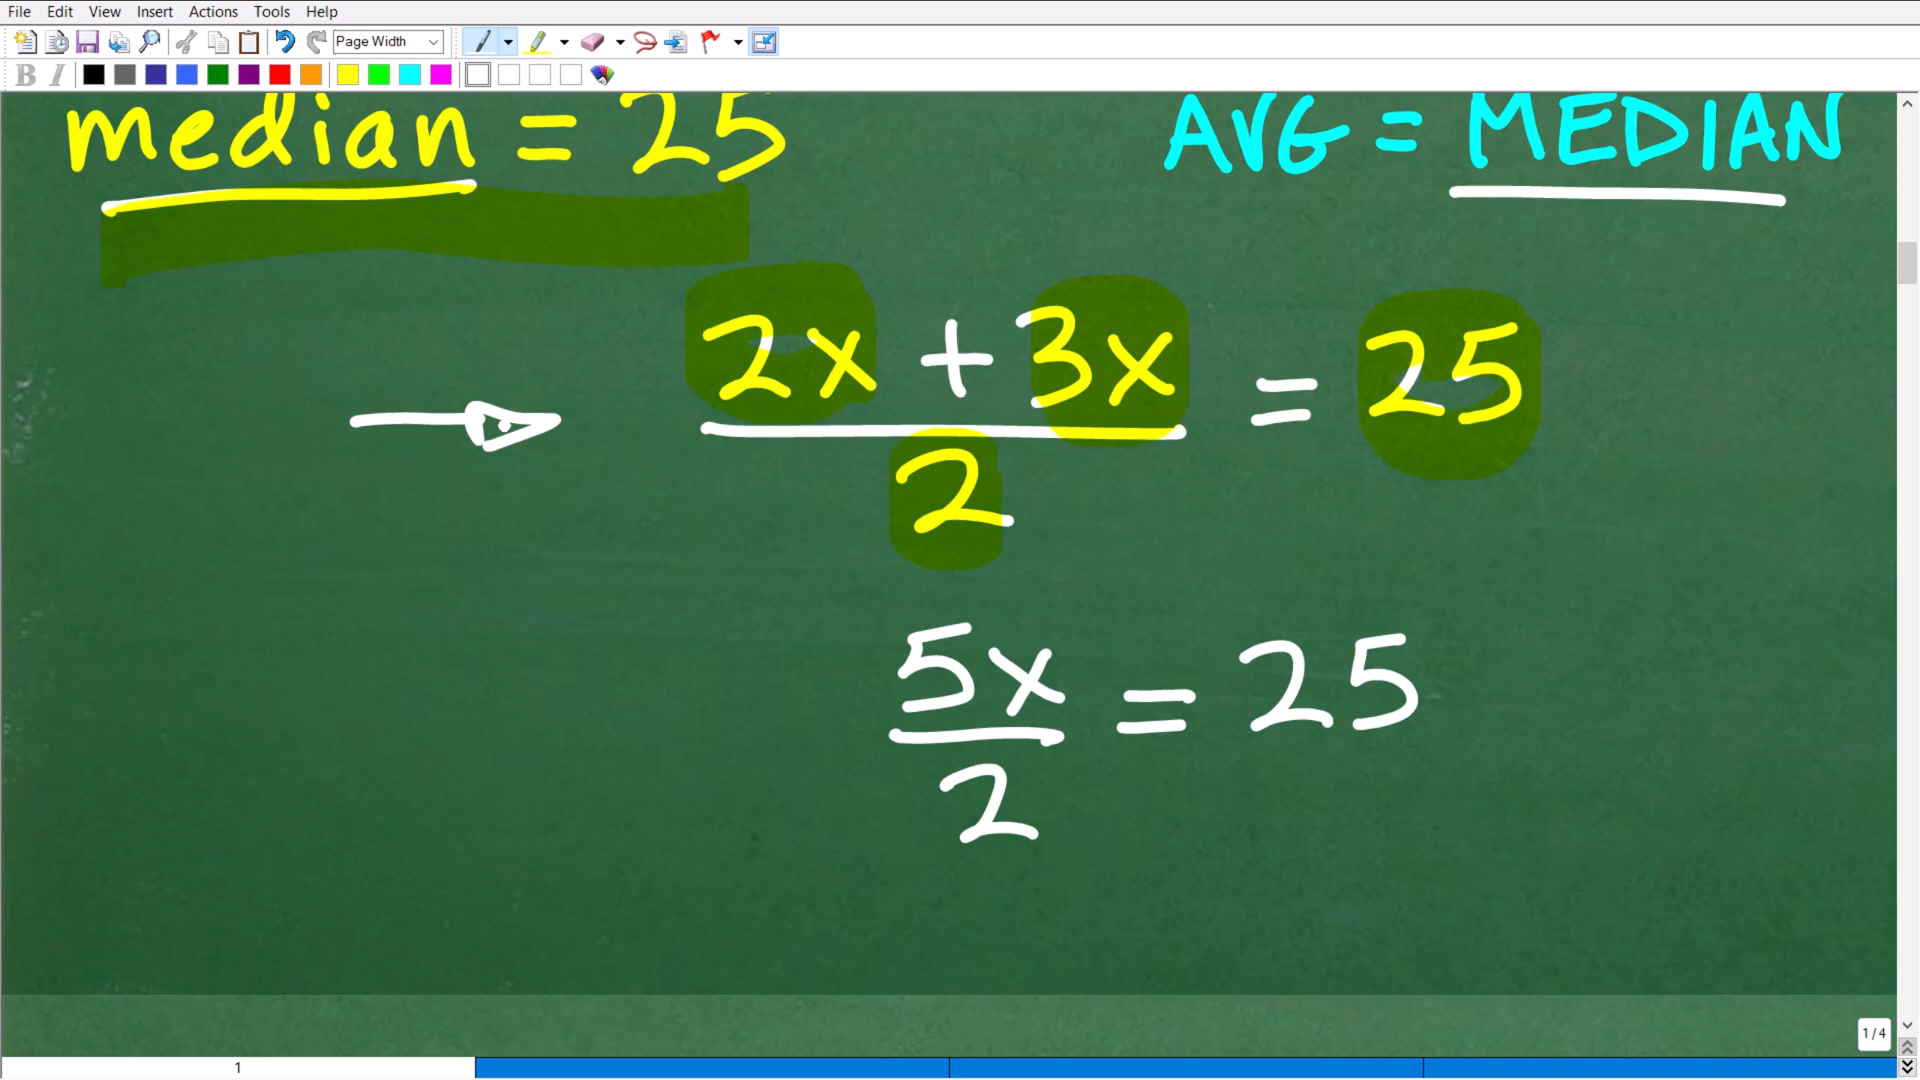 File Edit View Insert Actions Tools Help
Page Width
B I
median = 25
AVG = MEDIAN
2x + 3x
= 25
2
5x
= 25
2
1 / 4
1